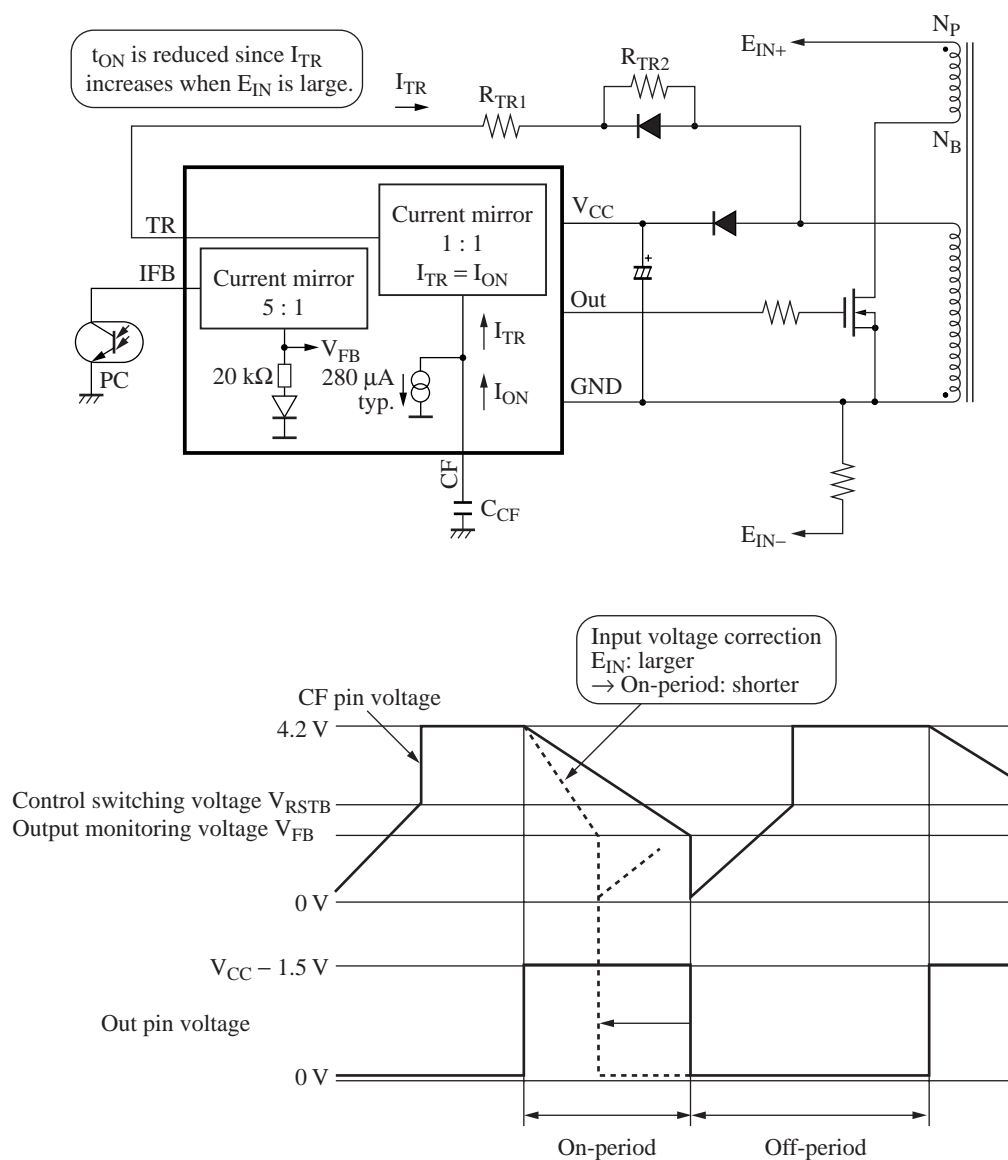 t_ON is reduced since I_TR
increases when E_IN is large.
I_TR
R_TR1
R_TR2
E_IN+
N_P
N_B
TR
IFB
PC
Current mirror
1 : 1
I_TR = I_ON
Current mirror
5 : 1
V_FB
20 kΩ
280 μA
typ.
I_TR
I_ON
V_CC
+
Out
GND
CF
C_CF
E_IN−
Input voltage correction
E_IN: larger
→ On-period: shorter
CF pin voltage
4.2 V
Control switching voltage V_RSTB
Output monitoring voltage V_FB
0 V
V_CC − 1.5 V
Out pin voltage
0 V
On-period
Off-period